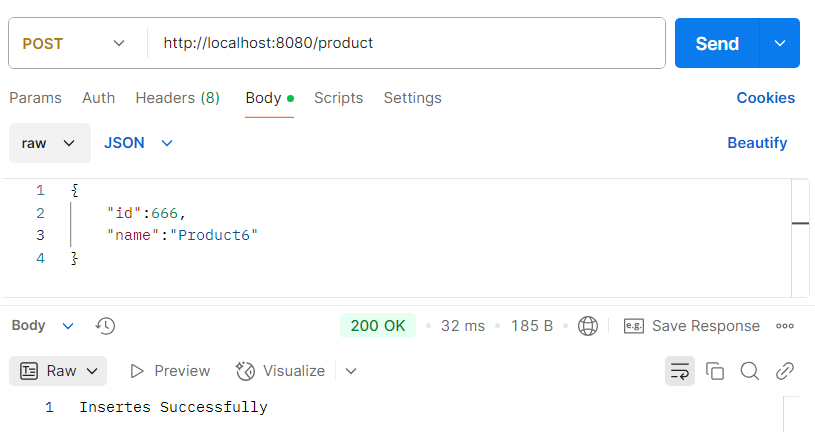 POST http://localhost:8080/product Send
Params Auth Headers (8) Body Scripts Settings Cookies
raw JSON Beautify
1 {
2 "id":666,
3 "name":"Product6"
4 }
Body 200 OK 32 ms 185 B e.g. Save Response
Raw Preview Visualize
1 Insertes Successfully